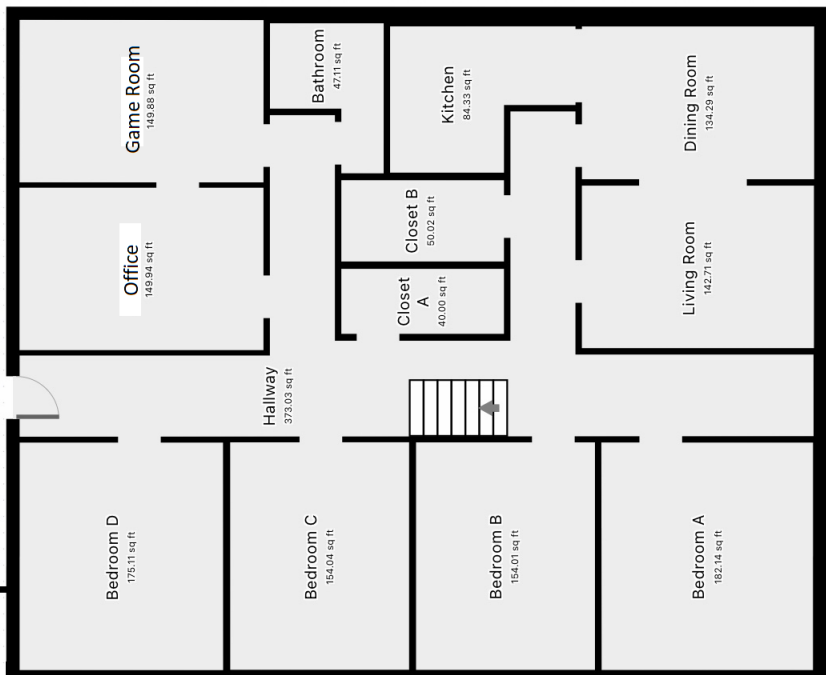 Game Room
149.88 sq ft
Bathroom
47.11 sq ft
Kitchen
84.33 sq ft
Dining Room
134.29 sq ft
Office
149.94 sq ft
Closet B
50.02 sq ft
Closet
A
40.00 sq ft
Living Room
142.71 sq ft
Hallway
373.03 sq ft
Bedroom D
175.11 sq ft
Bedroom C
154.04 sq ft
Bedroom B
154.01 sq ft
Bedroom A
182.14 sq ft